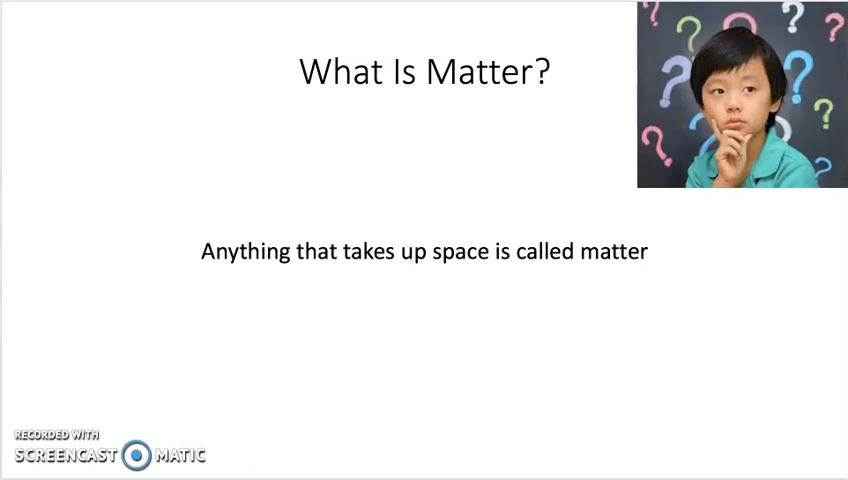 What Is Matter?
Anything that takes up space is called matter
RECORDED WITH
SCREENCAST MATIC